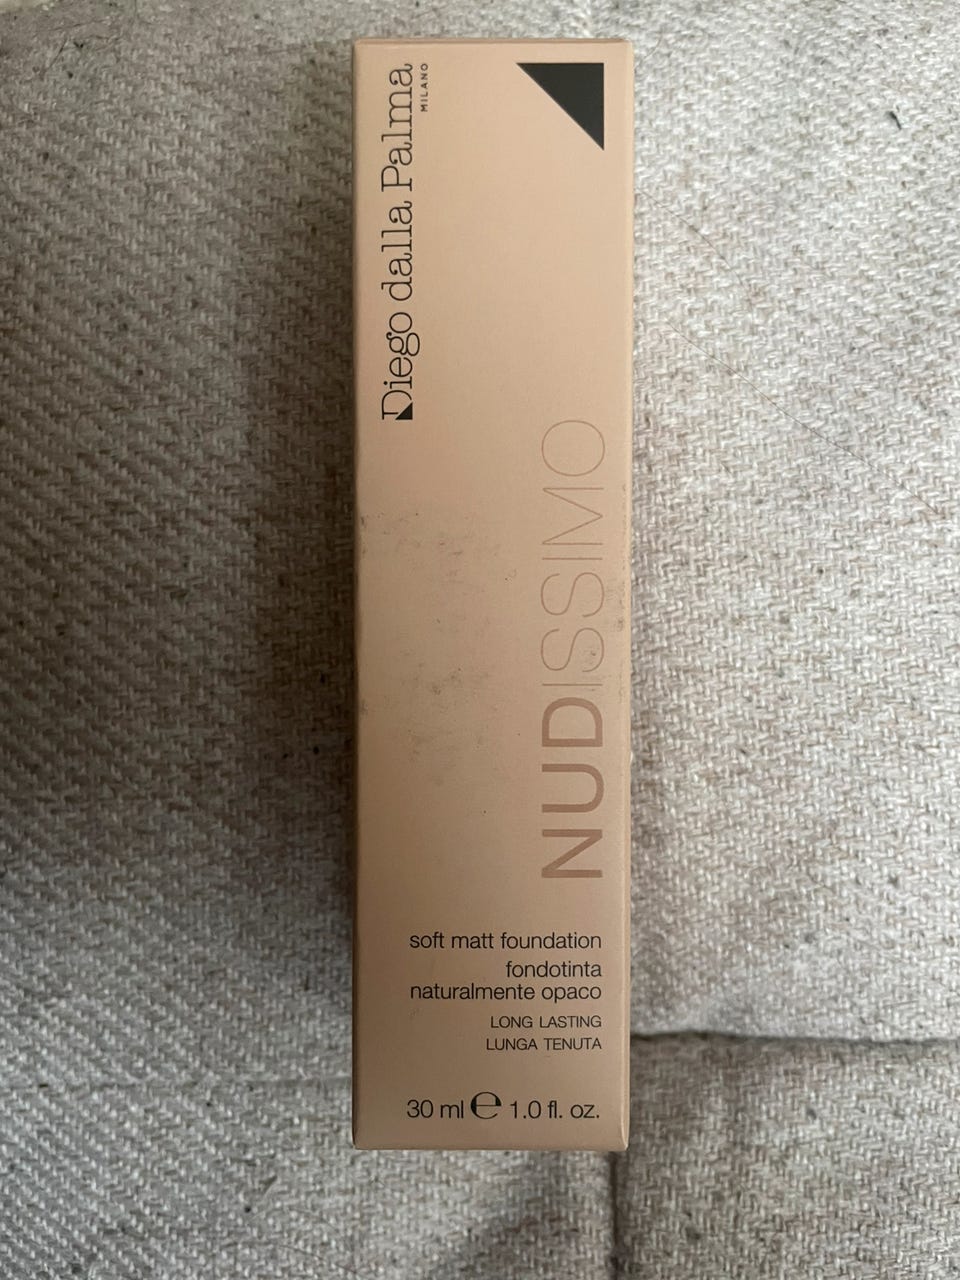 Diego dalla Palma
MILANO
NUDISSIMO
soft matt foundation
fondotinta
naturalmente opaco
LONG LASTING
LUNGA TENUTA
30 ml ℮ 1.0 fl. oz.